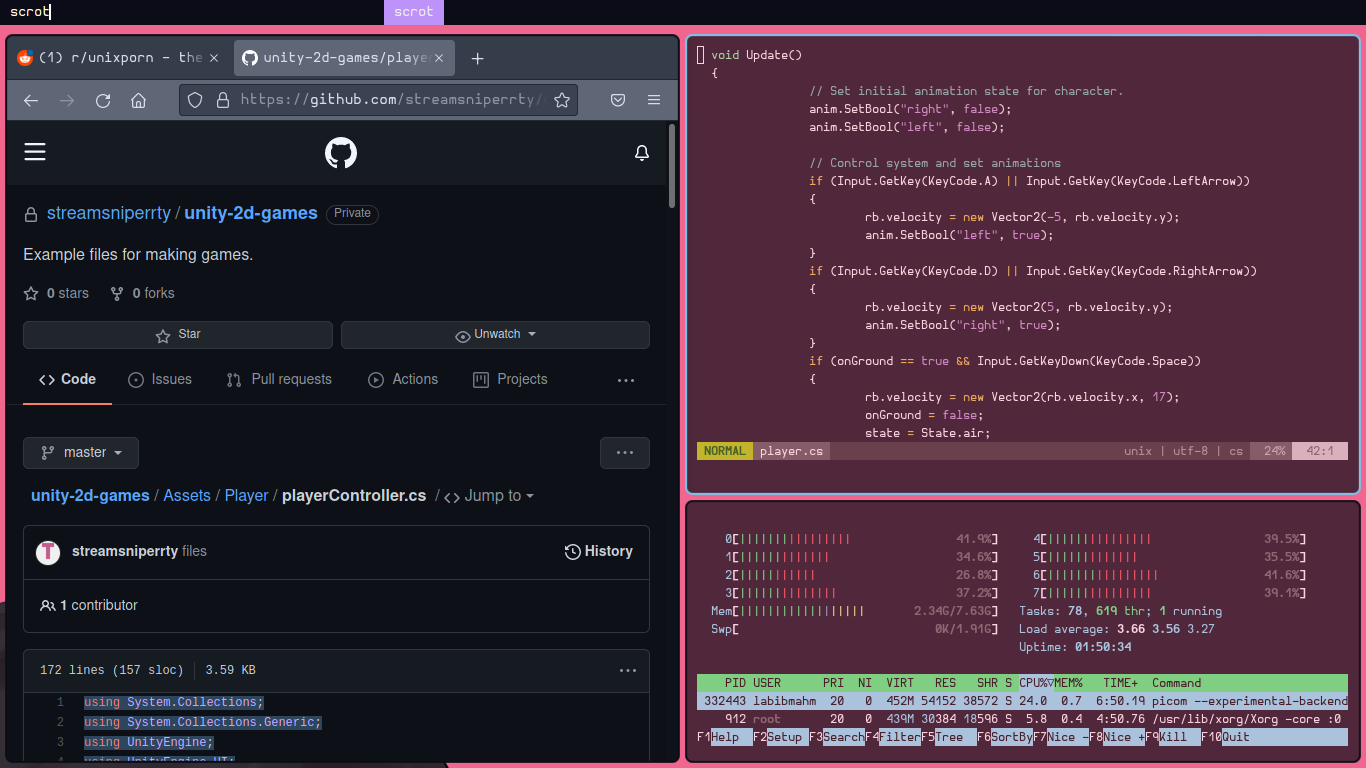 scrot scrot
(1) r/unixporn – the
unity-2d-games/playe
https://github.com/streamsniperrty/
streamsniperrty / unity-2d-games Private
Example files for making games.
0 stars 0 forks
Star Unwatch
Code Issues Pull requests Actions Projects ...
master ...
unity-2d-games / Assets / Player / playerController.cs / <> Jump to
T streamsniperrty files History
1 contributor
172 lines (157 sloc) 3.59 KB ...
1 using System.Collections;
2 using System.Collections.Generic;
3 using UnityEngine;
4 using UnityEngine.UI;
void Update()
{
// Set initial animation state for character.
anim.SetBool("right", false);
anim.SetBool("left", false);
// Control system and set animations
if (Input.GetKey(KeyCode.A) || Input.GetKey(KeyCode.LeftArrow))
{
rb.velocity = new Vector2(-5, rb.velocity.y);
anim.SetBool("left", true);
}
if (Input.GetKey(KeyCode.D) || Input.GetKey(KeyCode.RightArrow))
{
rb.velocity = new Vector2(5, rb.velocity.y);
anim.SetBool("right", true);
}
if (onGround == true && Input.GetKeyDown(KeyCode.Space))
{
rb.velocity = new Vector2(rb.velocity.x, 17);
onGround = false;
state = State.air;
NORMAL player.cs unix | utf-8 | cs 24% 42:1
0[||||||||||||||||| 41.9%] 4[|||||||||||||||| 39.5%]
1[|||||||||||||| 34.6%] 5[|||||||||||||| 35.5%]
2[|||||||||||| 26.8%] 6[||||||||||||||||| 41.6%]
3[||||||||||||||| 37.2%] 7[|||||||||||||||| 39.1%]
Mem[||||||||||||||||||| 2.34G/7.63G] Tasks: 78, 619 thr; 1 running
Swp[ 0K/1.91G] Load average: 3.66 3.56 3.27
Uptime: 01:50:34
PID USER PRI NI VIRT RES SHR S CPU%▽MEM% TIME+ Command
332443 labibmahm 20 0 452M 54152 38572 S 24.0 0.7 6:50.19 picom --experimental-backend
912 root 20 0 439M 30384 18596 S 5.8 0.4 4:50.76 /usr/lib/xorg/Xorg -core :0
F1Help F2Setup F3SearchF4FilterF5Tree F6SortByF7Nice -F8Nice +F9Kill F10Quit